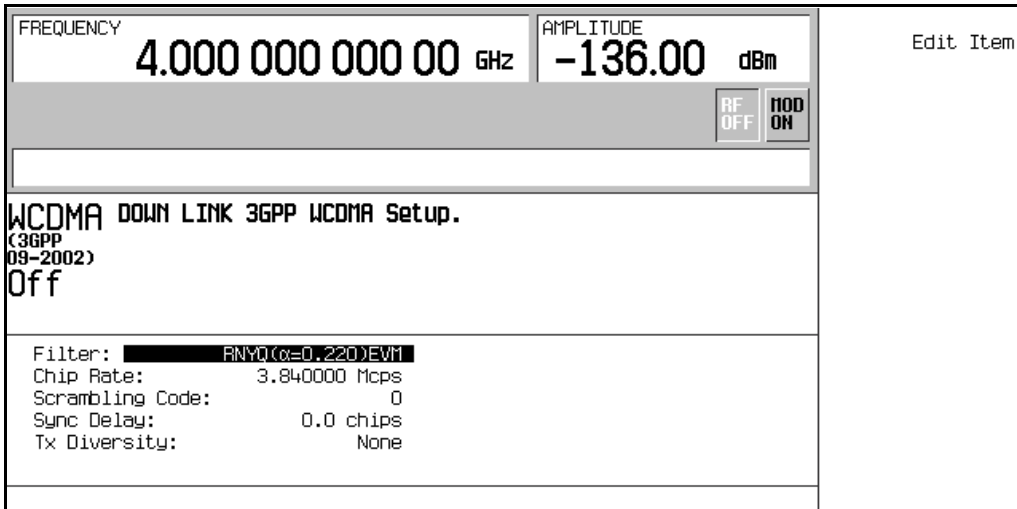 FREQUENCY
4.000 000 000 00 GHz
AMPLITUDE
-136.00 dBm
Edit Item
RF
OFF
MOD
ON
WCDMA DOWN LINK 3GPP WCDMA Setup.
(3GPP
09-2002)
Off
Filter: RNYQ(α=0.220)EVM
Chip Rate: 3.840000 Mcps
Scrambling Code: 0
Sync Delay: 0.0 chips
Tx Diversity: None